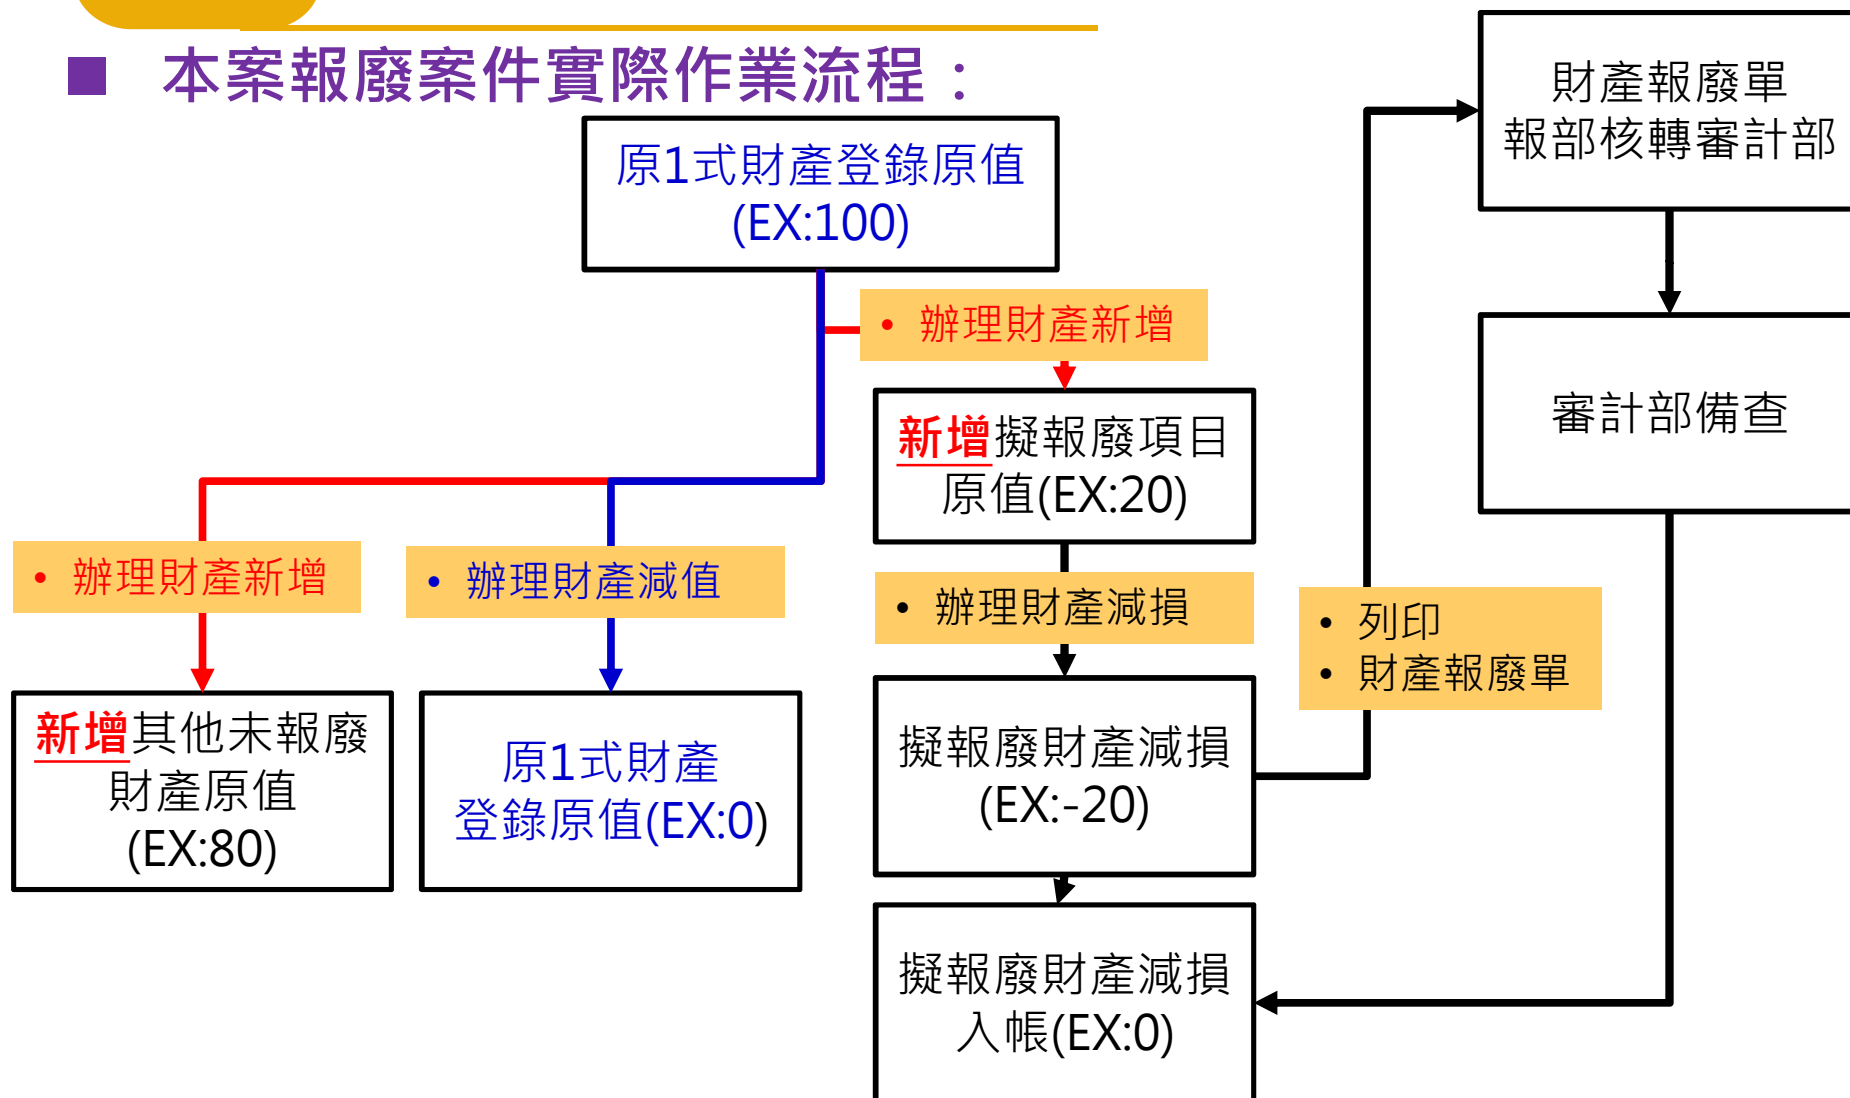 本案報廢案件實際作業流程：
原1式財產登錄原值
(EX:100)
• 辦理財產新增
新增擬報廢項目
原值(EX:20)
• 辦理財產新增
• 辦理財產減值
• 辦理財產減損
新增其他未報廢
財產原值
(EX:80)
原1式財產
登錄原值(EX:0)
擬報廢財產減損
(EX:-20)
擬報廢財產減損
入帳(EX:0)
• 列印
• 財產報廢單
財產報廢單
報部核轉審計部
審計部備查